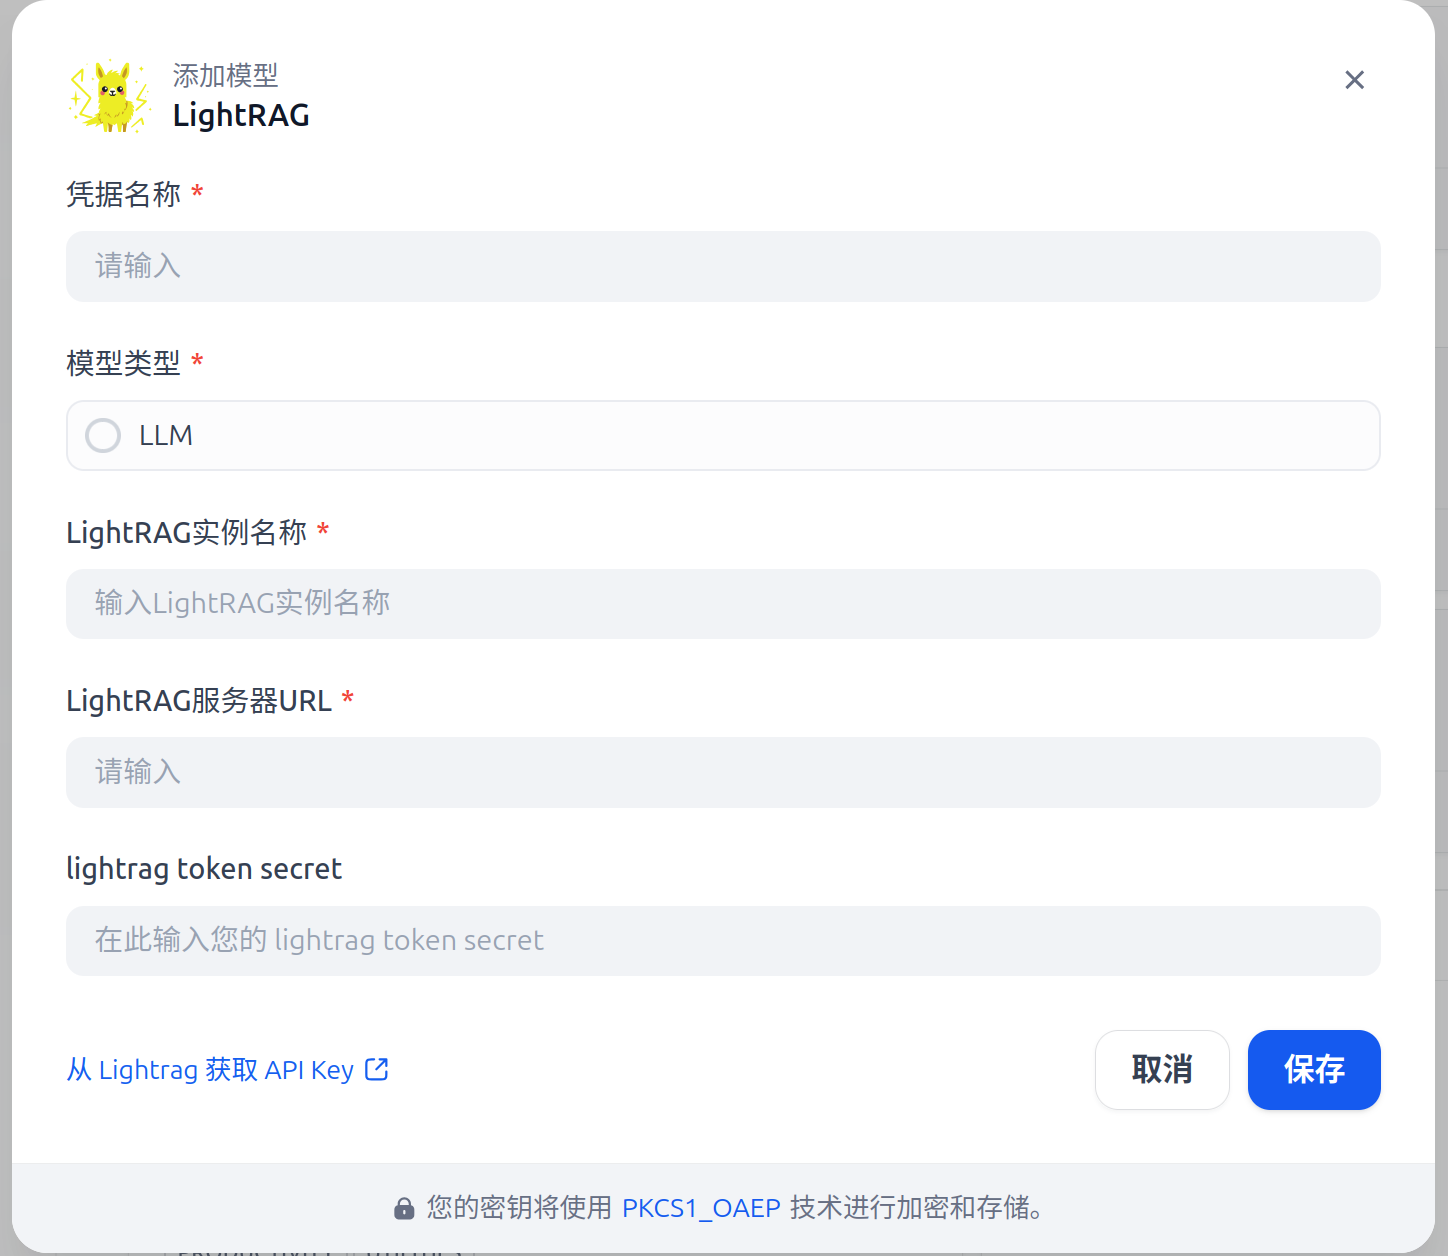 添加模型
LightRAG
凭据名称 *
请输入
模型类型 *
LLM
LightRAG实例名称 *
输入LightRAG实例名称
LightRAG服务器URL *
请输入
lightrag token secret
在此输入您的 lightrag token secret
从 Lightrag 获取 API Key
取消
保存
您的密钥将使用 PKCS1_OAEP 技术进行加密和存储。